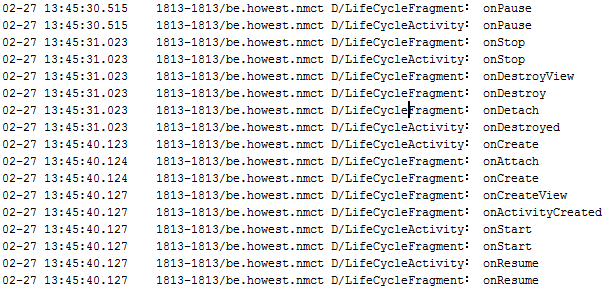 02-27 13:45:30.515 1813-1813/be.howest.nmct D/LifeCycleFragment: onPause
02-27 13:45:30.515 1813-1813/be.howest.nmct D/LifeCycleActivity: onPause
02-27 13:45:31.023 1813-1813/be.howest.nmct D/LifeCycleFragment: onStop
02-27 13:45:31.023 1813-1813/be.howest.nmct D/LifeCycleActivity: onStop
02-27 13:45:31.023 1813-1813/be.howest.nmct D/LifeCycleFragment: onDestroyView
02-27 13:45:31.023 1813-1813/be.howest.nmct D/LifeCycleFragment: onDestroy
02-27 13:45:31.023 1813-1813/be.howest.nmct D/LifeCycleFragment: onDetach
02-27 13:45:31.023 1813-1813/be.howest.nmct D/LifeCycleActivity: onDestroyed
02-27 13:45:40.123 1813-1813/be.howest.nmct D/LifeCycleActivity: onCreate
02-27 13:45:40.124 1813-1813/be.howest.nmct D/LifeCycleFragment: onAttach
02-27 13:45:40.124 1813-1813/be.howest.nmct D/LifeCycleFragment: onCreate
02-27 13:45:40.127 1813-1813/be.howest.nmct D/LifeCycleFragment: onCreateView
02-27 13:45:40.127 1813-1813/be.howest.nmct D/LifeCycleFragment: onActivityCreated
02-27 13:45:40.127 1813-1813/be.howest.nmct D/LifeCycleActivity: onStart
02-27 13:45:40.127 1813-1813/be.howest.nmct D/LifeCycleFragment: onStart
02-27 13:45:40.127 1813-1813/be.howest.nmct D/LifeCycleActivity: onResume
02-27 13:45:40.127 1813-1813/be.howest.nmct D/LifeCycleFragment: onResume